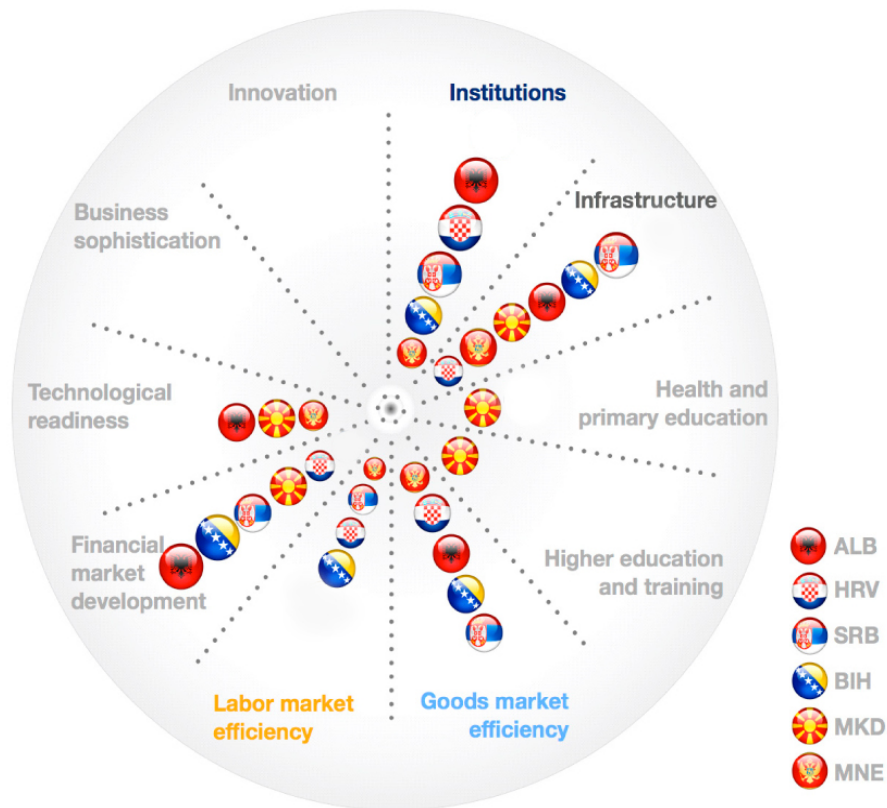 Innovation
Institutions
Business
sophistication
Infrastructure
Technological
readiness
Health and
primary education
Financial
market
development
Higher education
and training
Labor market
efficiency
Goods market
efficiency
ALB
HRV
SRB
BIH
MKD
MNE